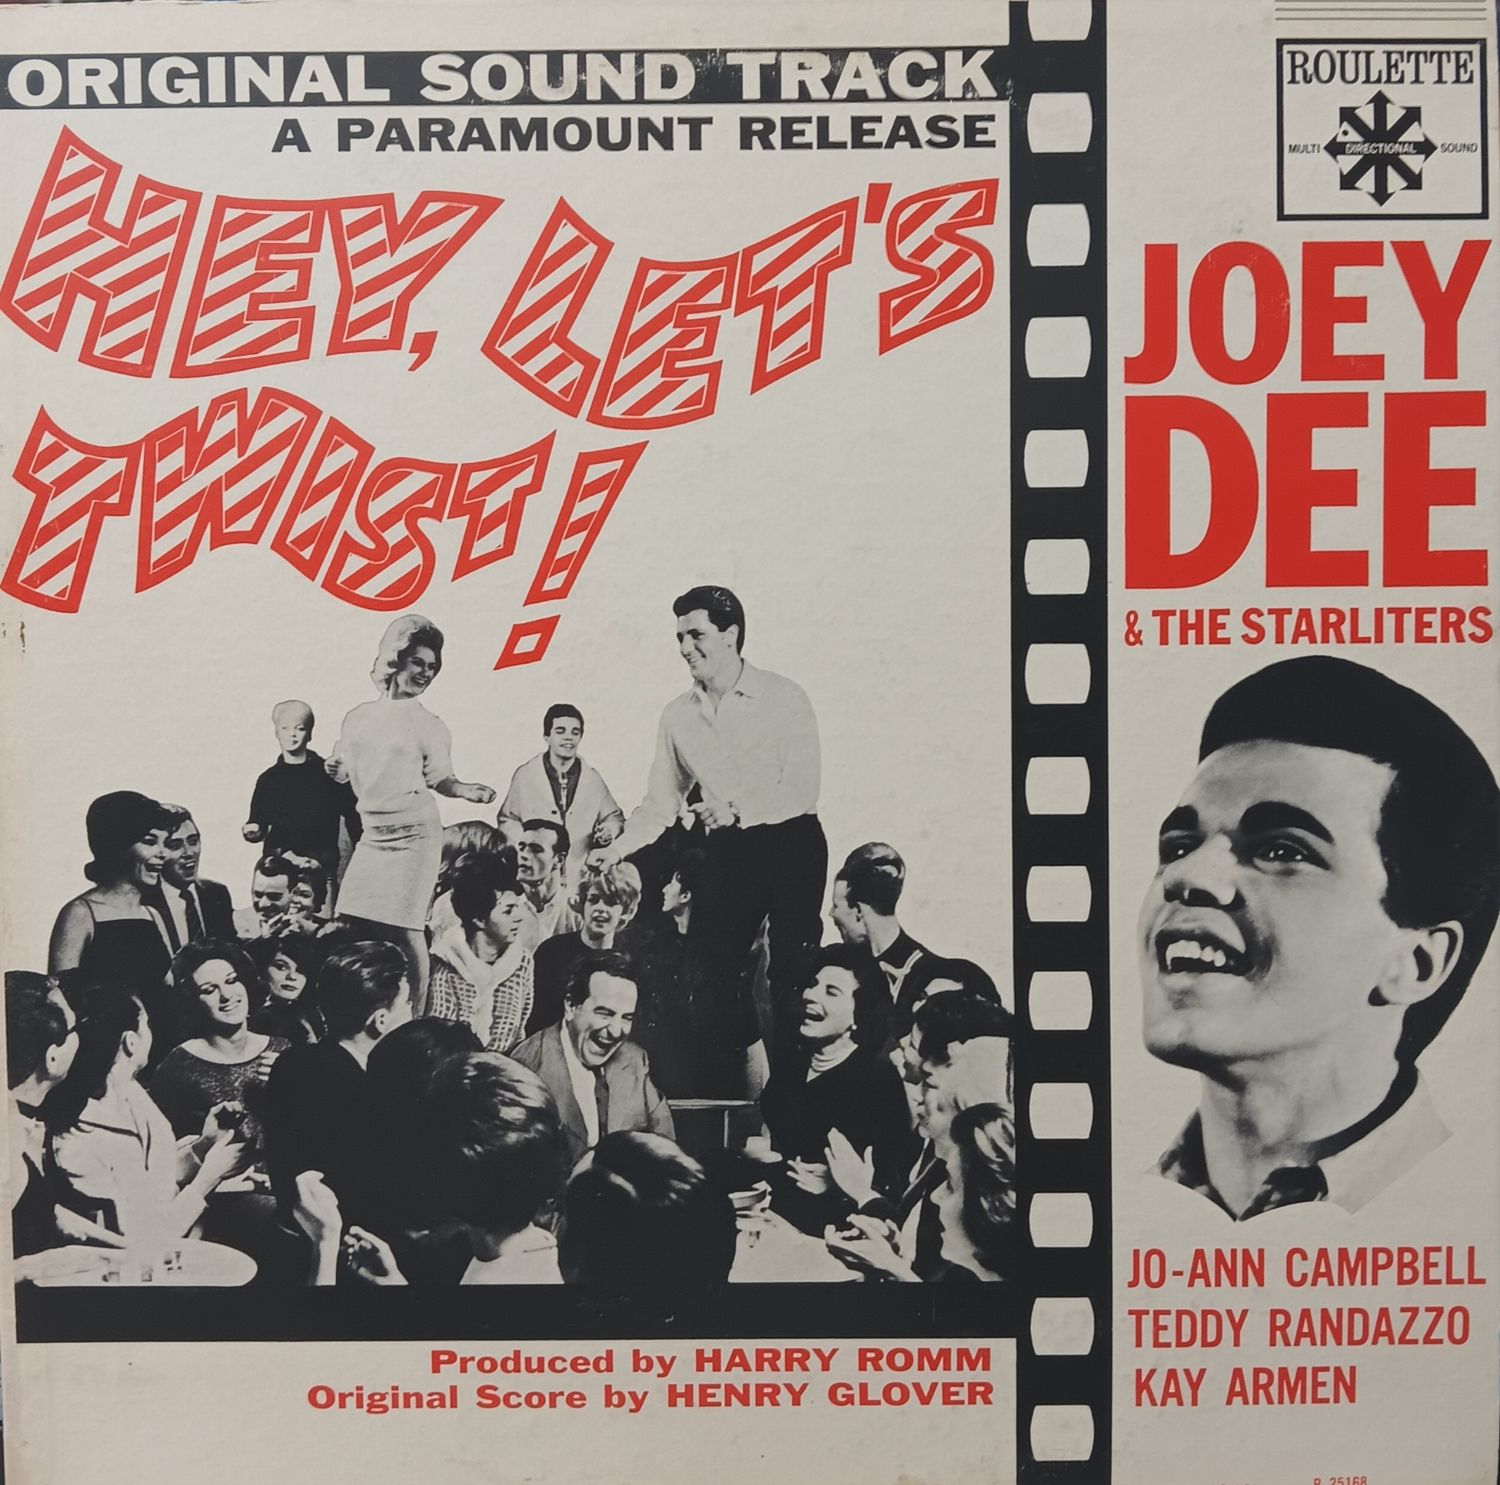 ORIGINAL SOUND TRACK
A PARAMOUNT RELEASE
HEY, LET'S
TWIST!
Produced by HARRY ROMM
Original Score by HENRY GLOVER
ROULETTE
MULTI DIRECTIONAL SOUND
JOEY
DEE
& THE STARLITERS
JO-ANN CAMPBELL
TEDDY RANDAZZO
KAY ARMEN
R 25168